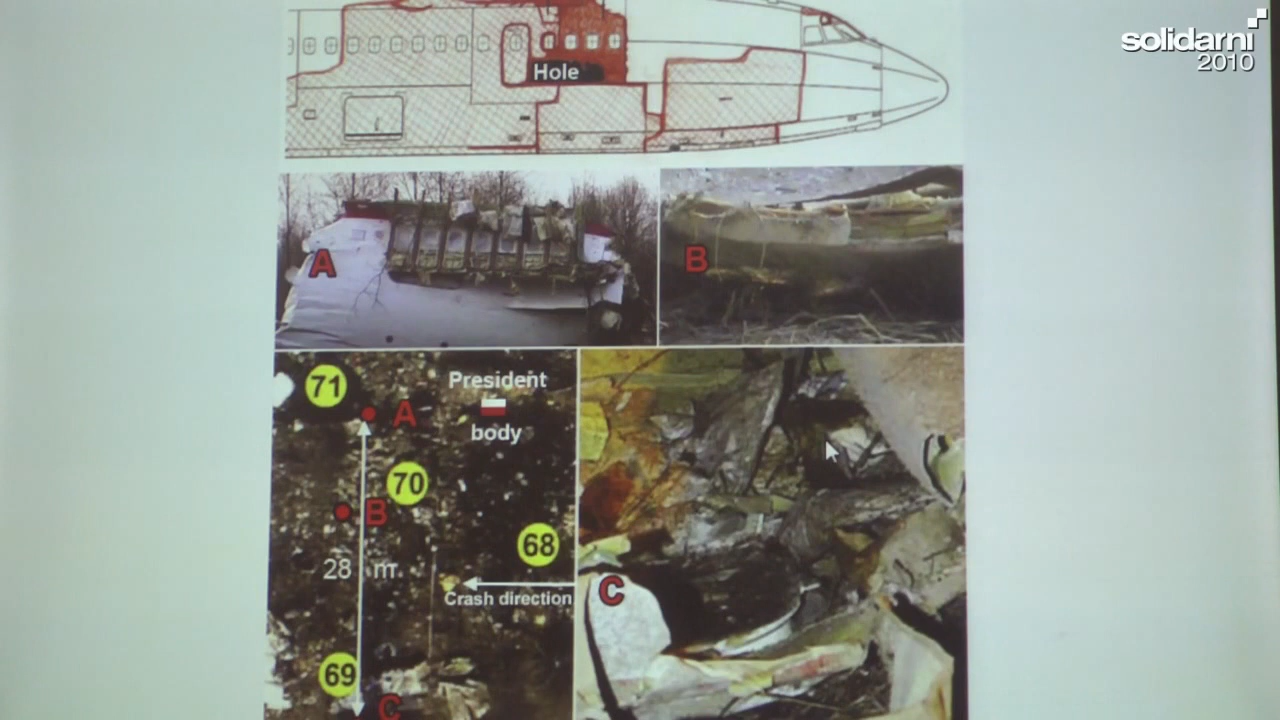 solidarni
2010
Hole
A
B
71
President
A
body
70
B
68
28 m
Crash direction
C
69
C